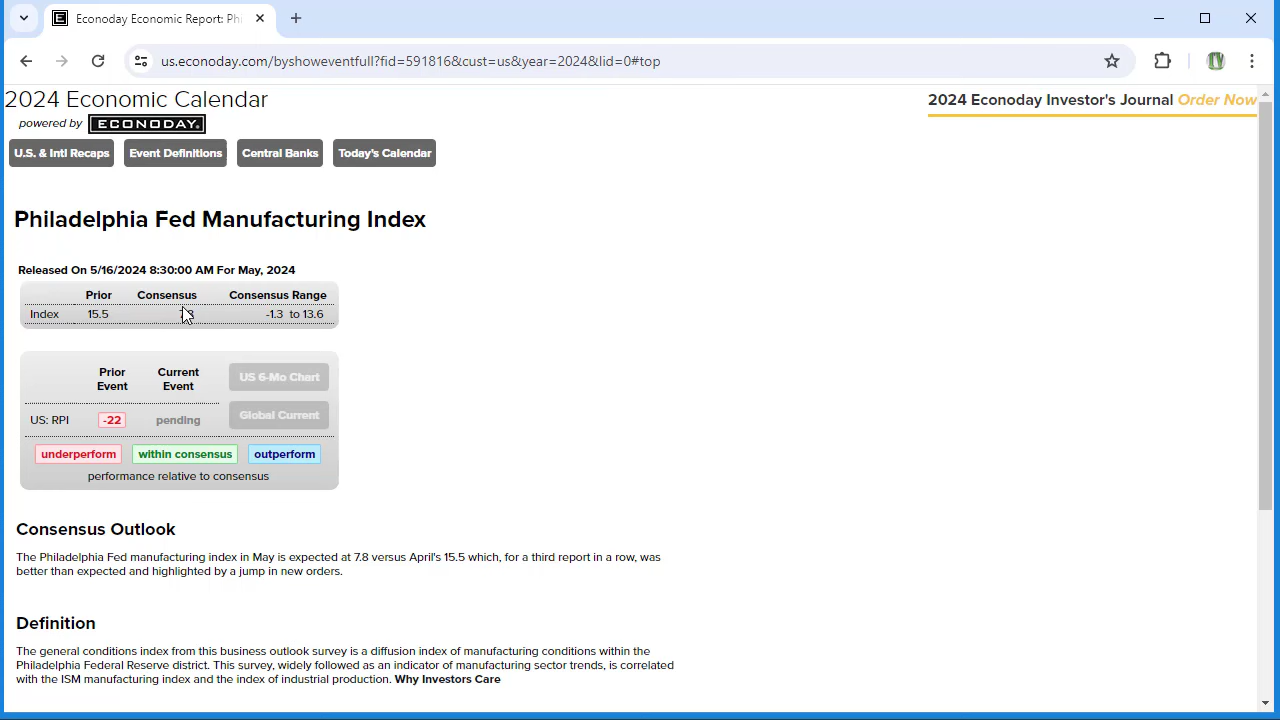 Econoday Economic Report: Ph
us.econoday.com/byshoweventfull?fid=591816&cust=us&year=2024&lid=0#top
2024 Economic Calendar
2024 Econoday Investor's Journal Order Now
powered by ECONODAY®
U.S. & Intl Recaps Event Definitions Central Banks Today's Calendar
Philadelphia Fed Manufacturing Index
Released On 5/16/2024 8:30:00 AM For May, 2024
Prior Consensus Consensus Range
Index 15.5 -1.3 to 13.6
Prior Event Current Event US 6-Mo Chart
Global Current
US: RPI -22 pending
underperform within consensus outperform
performance relative to consensus
Consensus Outlook
The Philadelphia Fed manufacturing index in May is expected at 7.8 versus April's 15.5 which, for a third report in a row, was
better than expected and highlighted by a jump in new orders.
Definition
The general conditions index from this business outlook survey is a diffusion index of manufacturing conditions within the
Philadelphia Federal Reserve district. This survey, widely followed as an indicator of manufacturing sector trends, is correlated
with the ISM manufacturing index and the index of industrial production. Why Investors Care